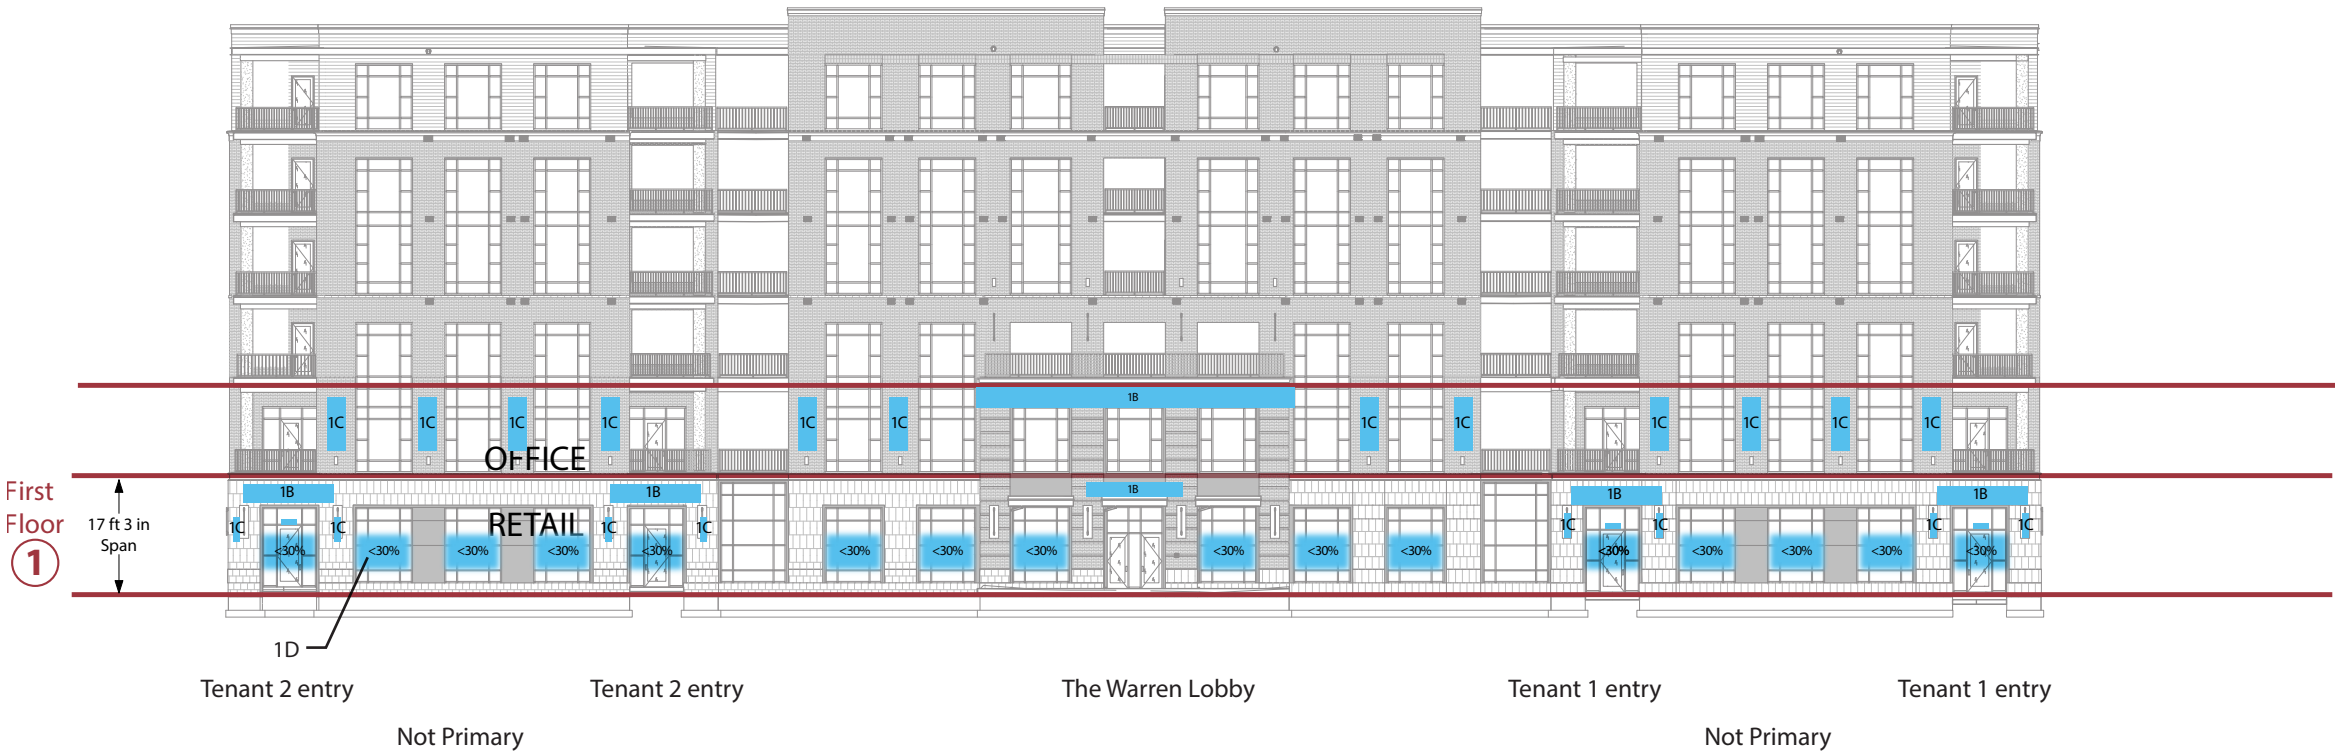 1B
1C 1C 1C 1C 1C 1C 1C 1C 1C 1C 1C 1C
OFFICE
First
Floor
1
17 ft 3 in
Span
1B 1B 1B 1B 1B
RETAIL
1C 1C 1C 1C 1C 1C 1C 1C
<30% <30% <30% <30% <30% <30% <30% <30% <30% <30% <30% <30% <30% <30% <30% <30%
1D
Tenant 2 entry Tenant 2 entry The Warren Lobby Tenant 1 entry Tenant 1 entry
Not Primary Not Primary